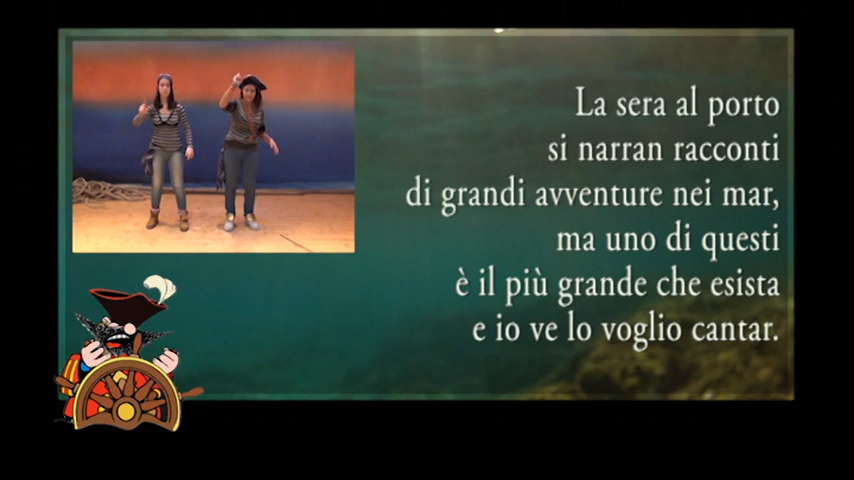 La sera al porto
si narran racconti
di grandi avventure nei mar,
ma uno di questi
è il più grande che esista
e io ve lo voglio cantar.